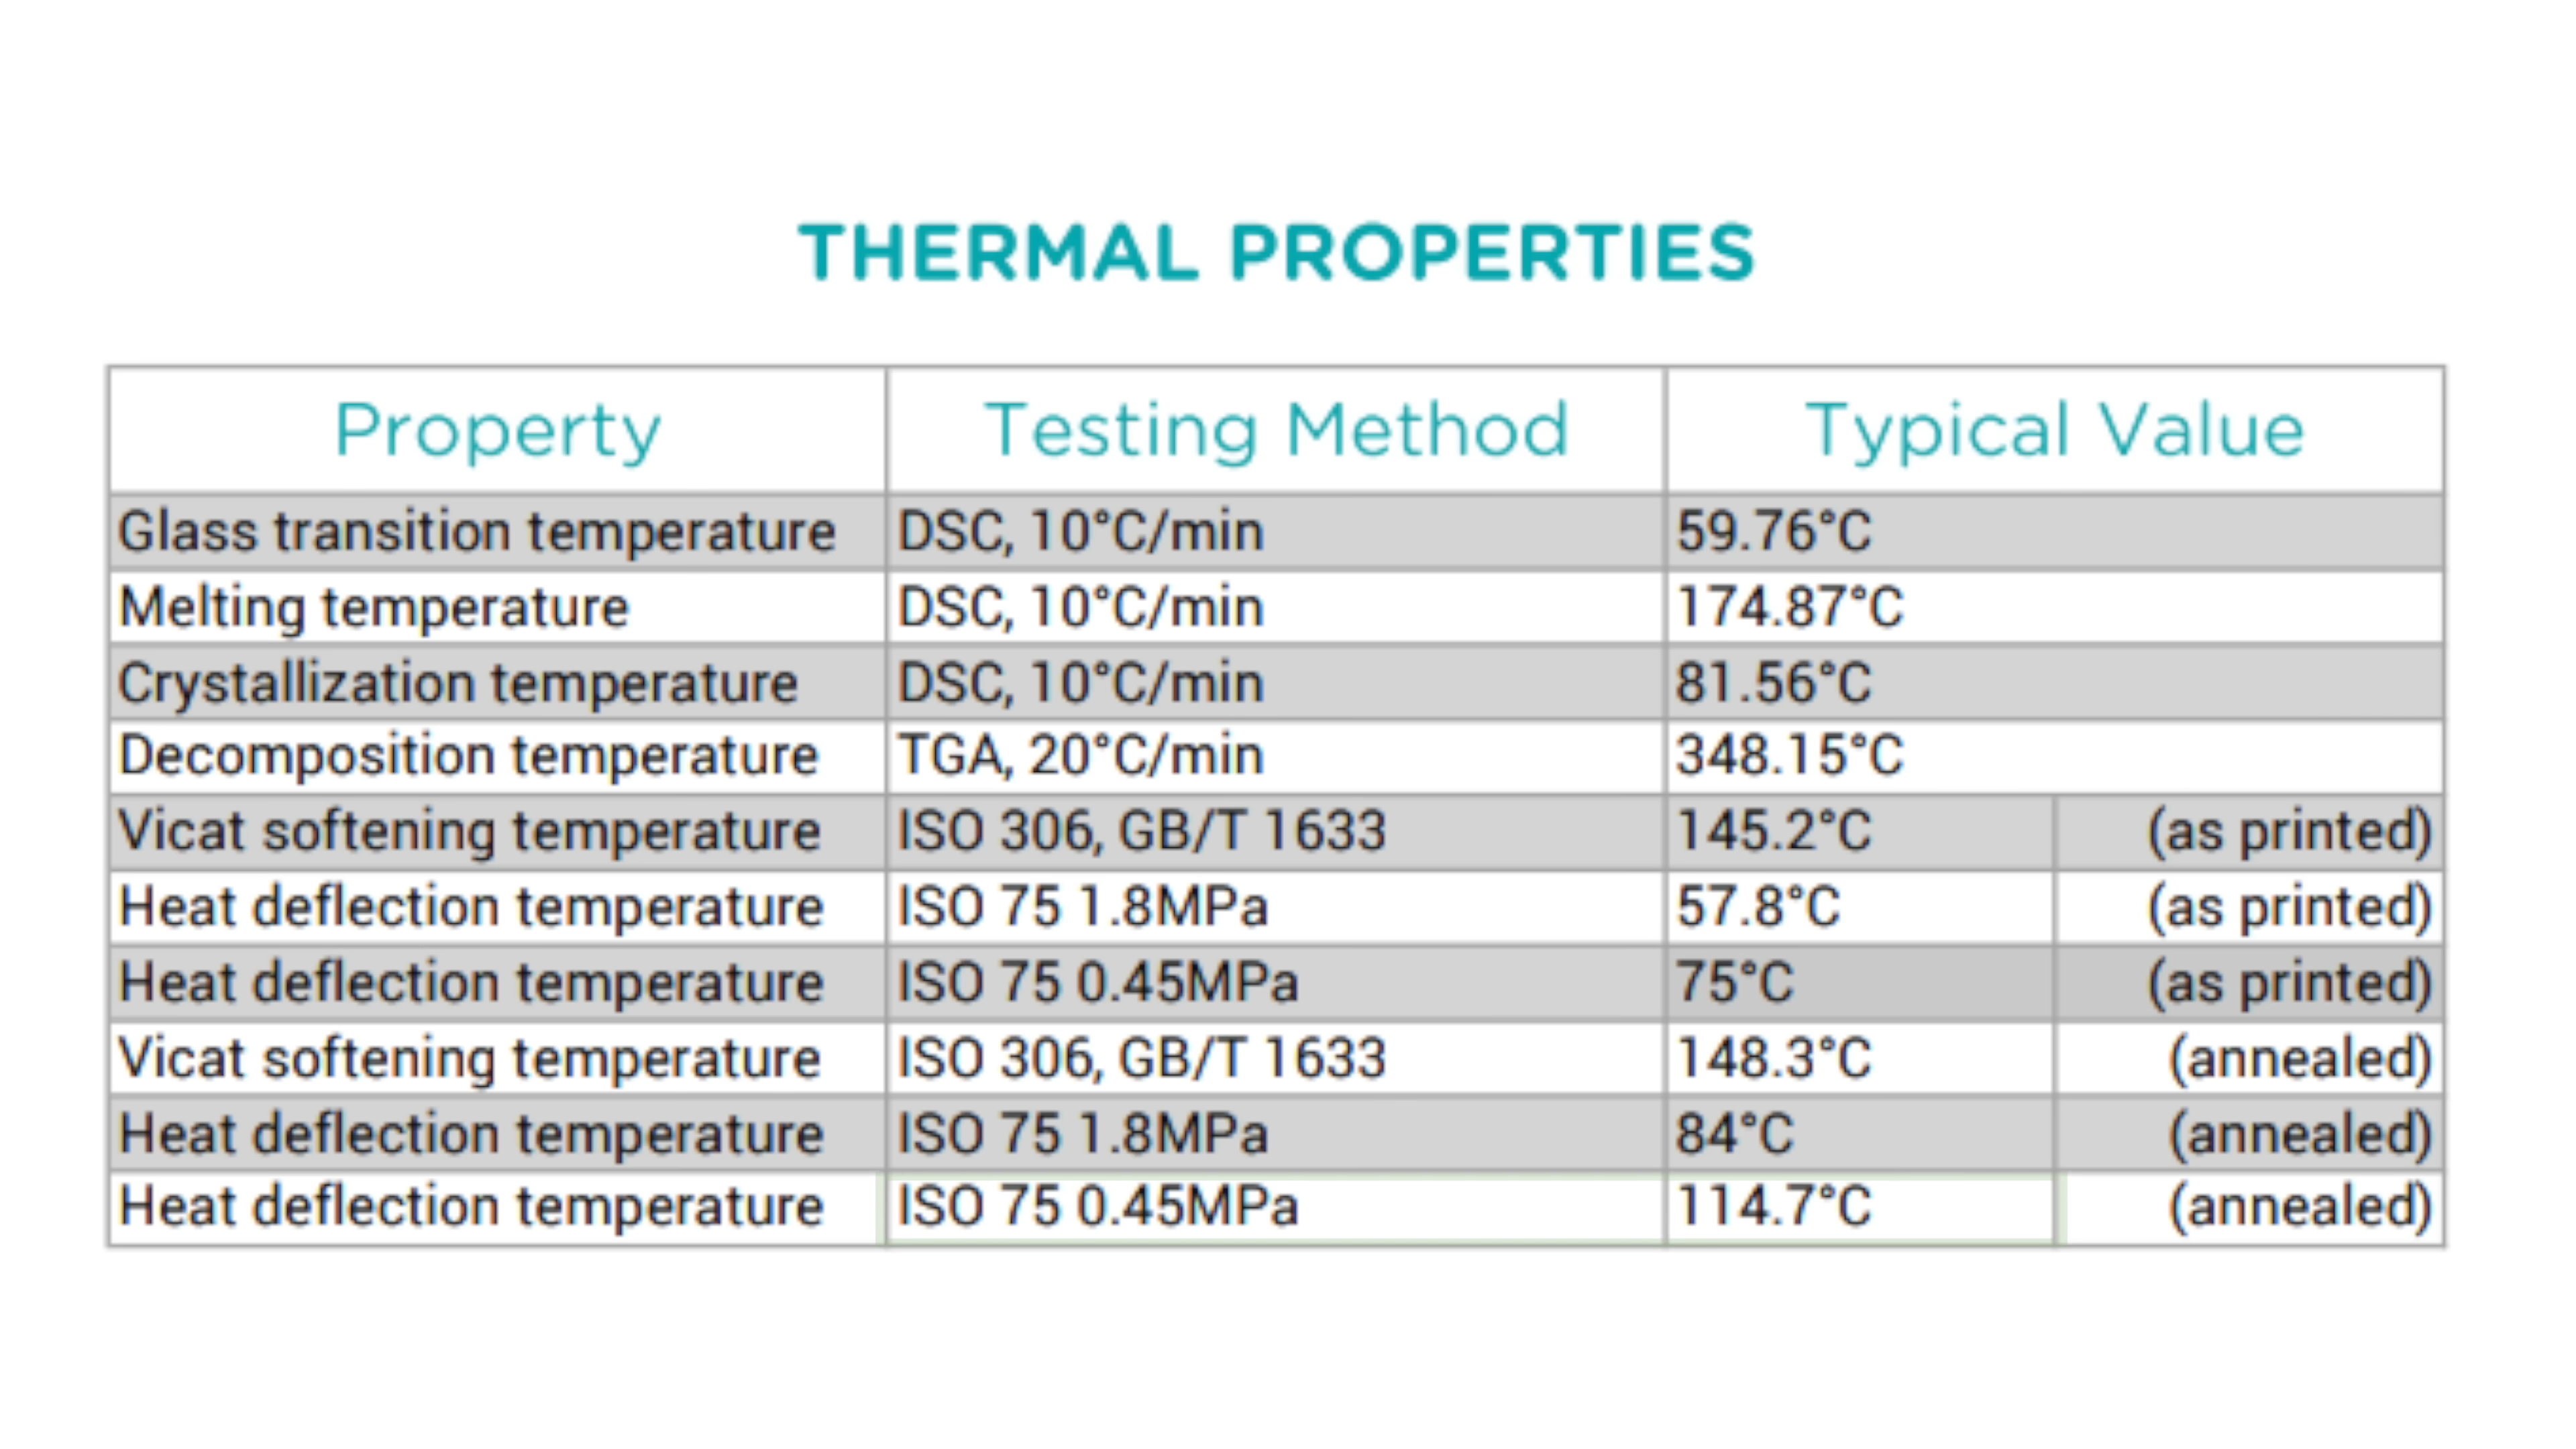 THERMAL PROPERTIES
Property Testing Method Typical Value
Glass transition temperature DSC, 10°C/min 59.76°C
Melting temperature DSC, 10°C/min 174.87°C
Crystallization temperature DSC, 10°C/min 81.56°C
Decomposition temperature TGA, 20°C/min 348.15°C
Vicat softening temperature ISO 306, GB/T 1633 145.2°C (as printed)
Heat deflection temperature ISO 75 1.8MPa 57.8°C (as printed)
Heat deflection temperature ISO 75 0.45MPa 75°C (as printed)
Vicat softening temperature ISO 306, GB/T 1633 148.3°C (annealed)
Heat deflection temperature ISO 75 1.8MPa 84°C (annealed)
Heat deflection temperature ISO 75 0.45MPa 114.7°C (annealed)